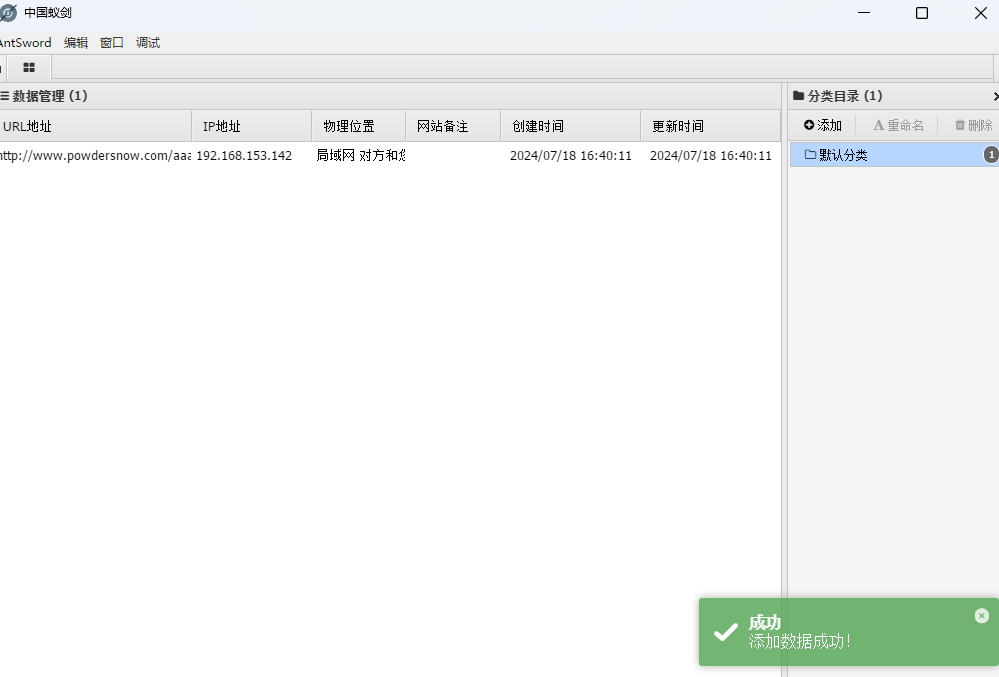 中国蚁剑
AntSword 编辑 窗口 调试
数据管理 (1)
分类目录 (1)
URL地址 IP地址 物理位置 网站备注 创建时间 更新时间
添加 重命名 删除
http://www.powdersnow.com/aaa 192.168.153.142 局域网 对方和您 2024/07/18 16:40:11 2024/07/18 16:40:11
默认分类 1
成功
添加数据成功!